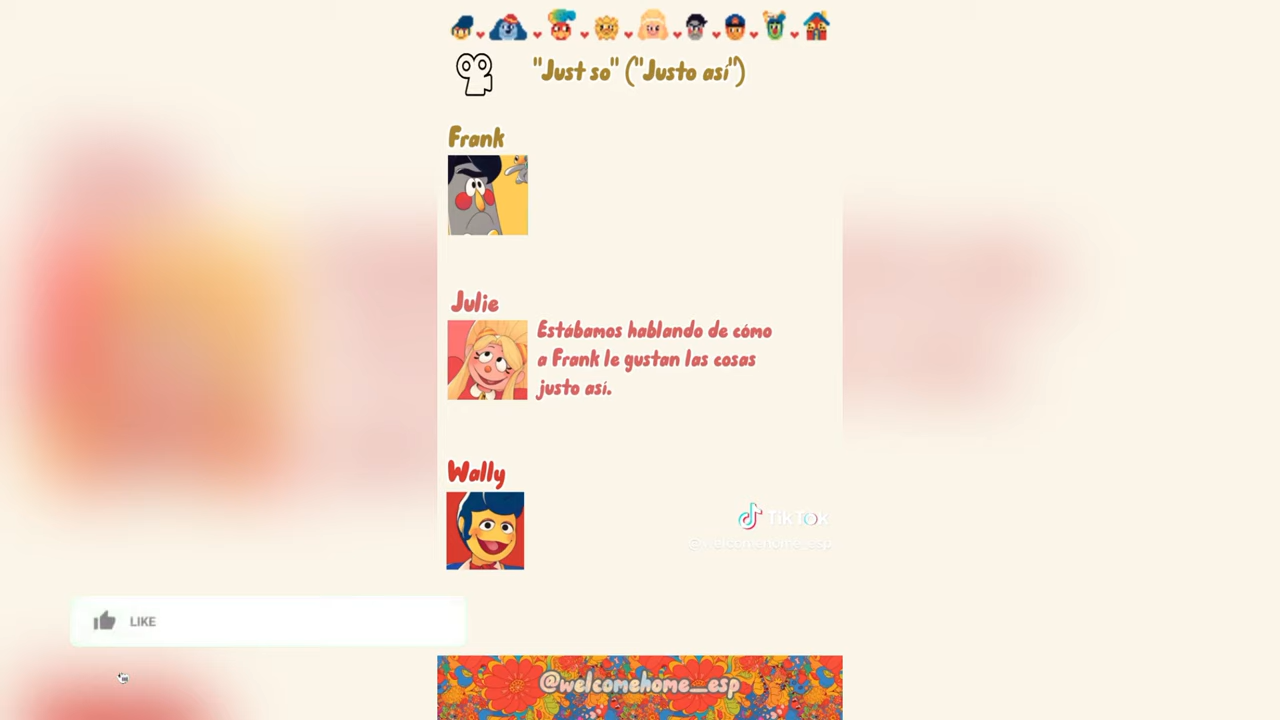 "Just so" ("Justo así")
Frank
Julie
Estábamos hablando de cómo
a Frank le gustan las cosas
justo así.
Wally
TikTok
@welcomehome_esp
LIKE
@welcomehome_esp